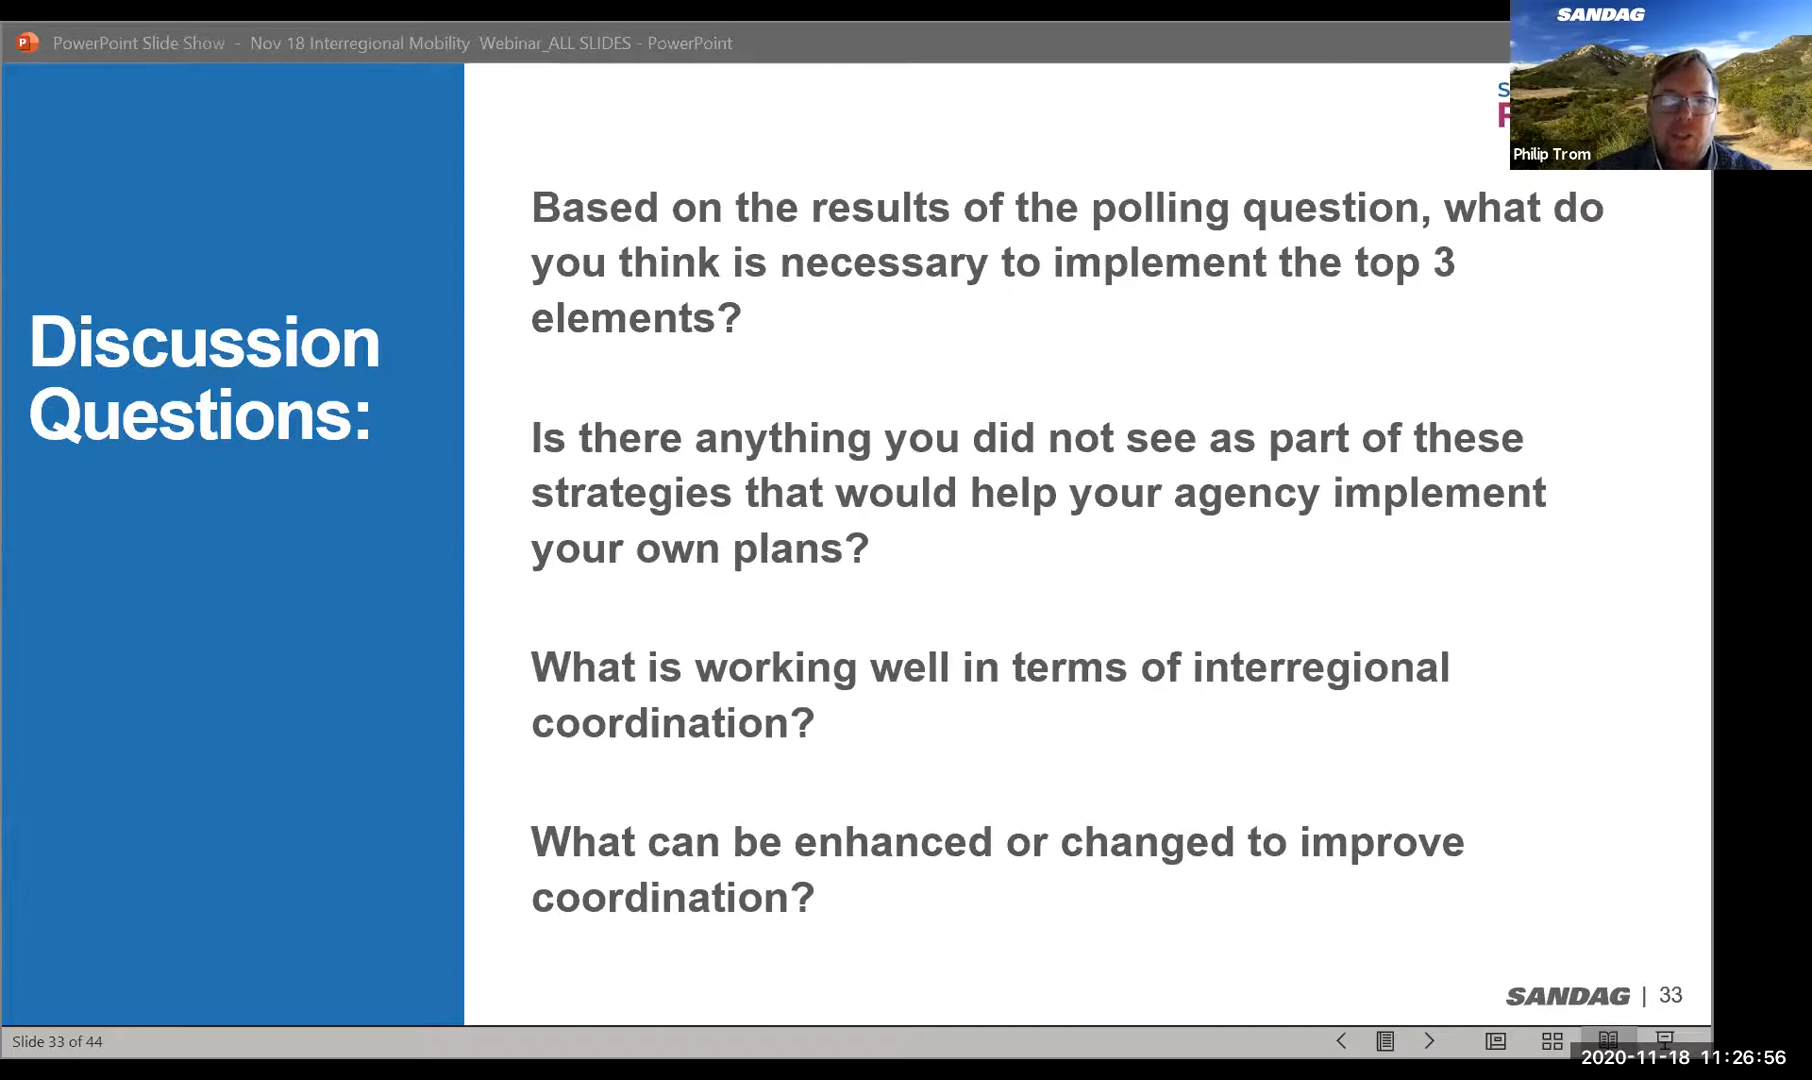 SANDAG
PowerPoint Slide Show - Nov 18 Interregional Mobility Webinar_ALL SLIDES - PowerPoint
Philip Trom
Discussion
Questions:
Based on the results of the polling question, what do
you think is necessary to implement the top 3
elements?
Is there anything you did not see as part of these
strategies that would help your agency implement
your own plans?
What is working well in terms of interregional
coordination?
What can be enhanced or changed to improve
coordination?
SANDAG | 33
Slide 33 of 44
2020-11-18 11:26:56